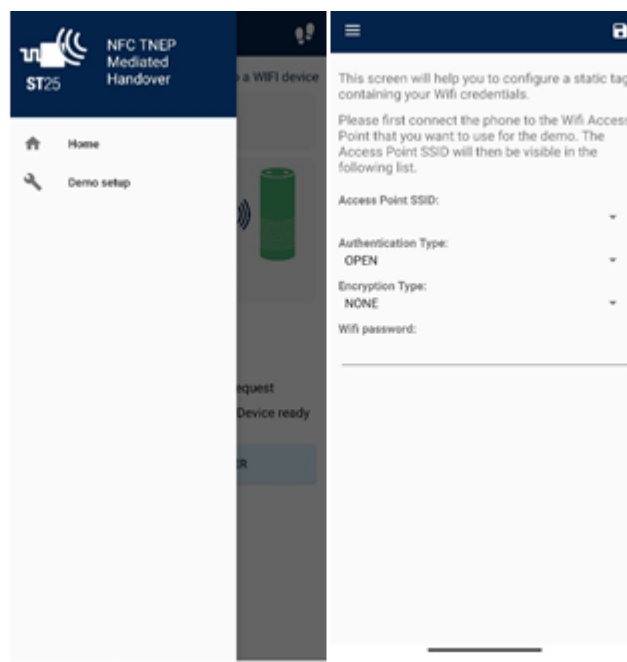 NFC TNEP
Mediated
Handover
ST25
Home
Demo setup
o a WIFI device
equest
Device ready
ER
This screen will help you to configure a static tag
containing your Wifi credentials.
Please first connect the phone to the Wifi Access
Point that you want to use for the demo. The
Access Point SSID will then be visible in the
following list.
Access Point SSID:
Authentication Type:
OPEN
Encryption Type:
NONE
Wifi password: